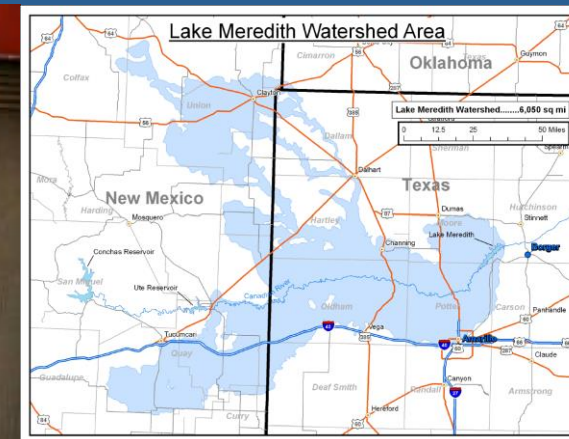 Lake Meredith Watershed Area
Oklahoma
Cimarron
Texas
Guymon
Colfax
Union
Clayton
Lake Meredith Watershed........6,050 sq mi
0 12.5 25 50 Miles
Dallam
Sherman
Dalhart
Texas
New Mexico
Mora
Harding
Mosquero
Hartley
Dumas
Moore
Hutchinson
Stinnett
Lake Meredith
Channing
Borger
Conchas Reservoir
San Miguel
Ute Reservoir
Oldham
Potter
Carson
Panhandle
Tucumcari
Vega
Amarillo
Quay
Claude
Guadalupe
Deaf Smith
Randall
Canyon
Armstrong
Curry
Hereford